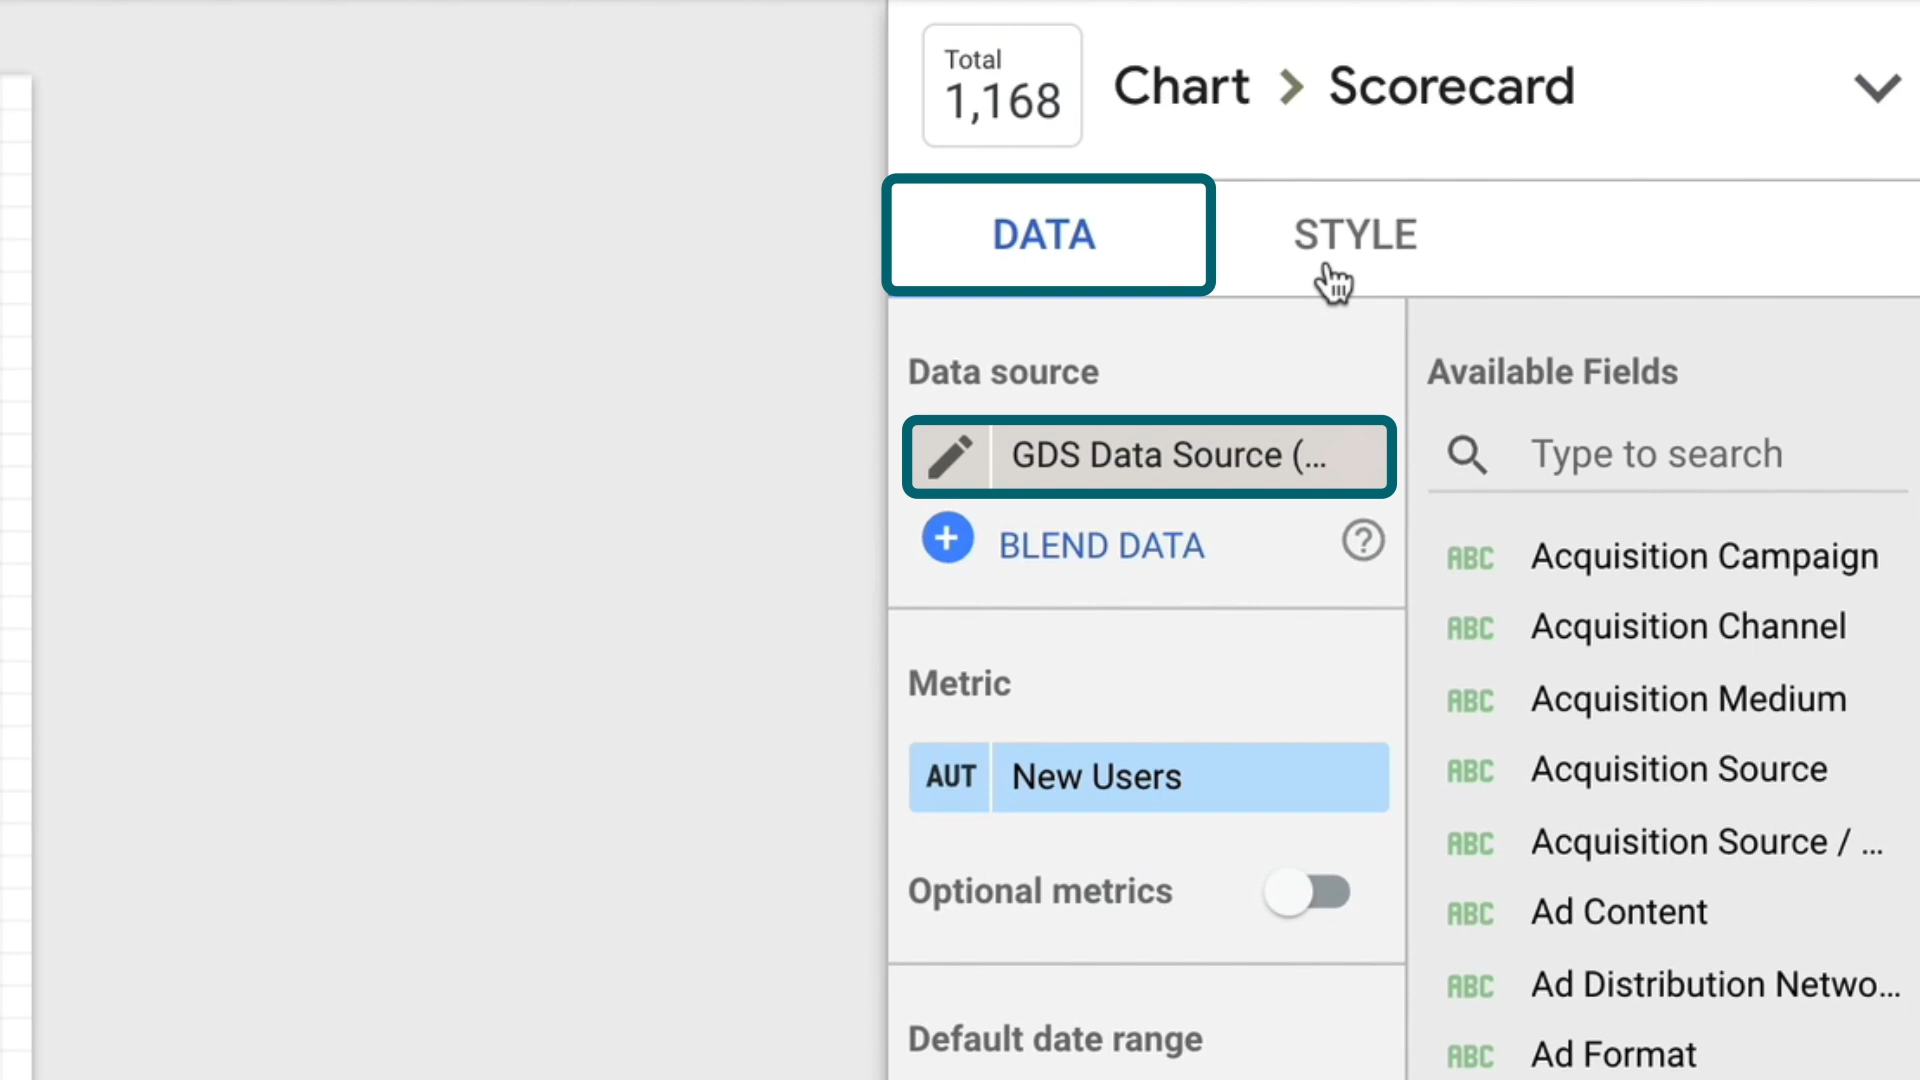 Total
1,168
Chart > Scorecard
DATA
STYLE
Data source
GDS Data Source (...
BLEND DATA
Metric
AUT New Users
Optional metrics
Default date range
Available Fields
Type to search
ABC Acquisition Campaign
ABC Acquisition Channel
ABC Acquisition Medium
ABC Acquisition Source
ABC Acquisition Source / ...
ABC Ad Content
ABC Ad Distribution Netwo...
ABC Ad Format